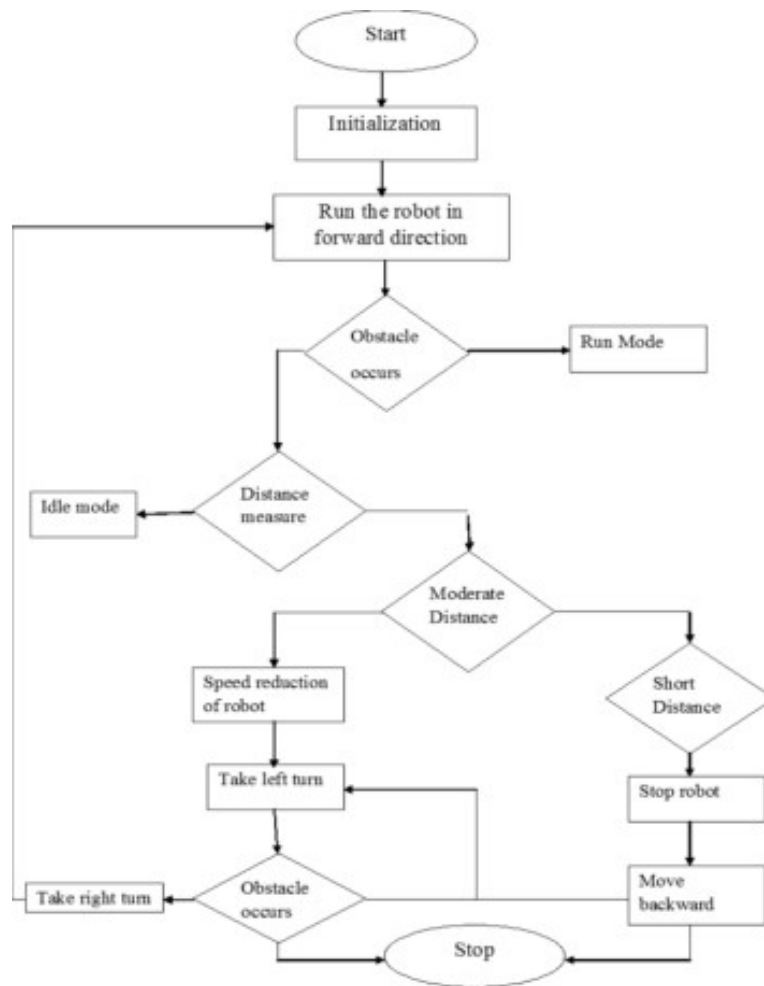 Start
Initialization
Run the robot in
forward direction
Obstacle
occurs
Run Mode
Distance
measure
Idle mode
Moderate
Distance
Speed reduction
of robot
Short
Distance
Take left turn
Stop robot
Take right turn
Obstacle
occurs
Move
backward
Stop